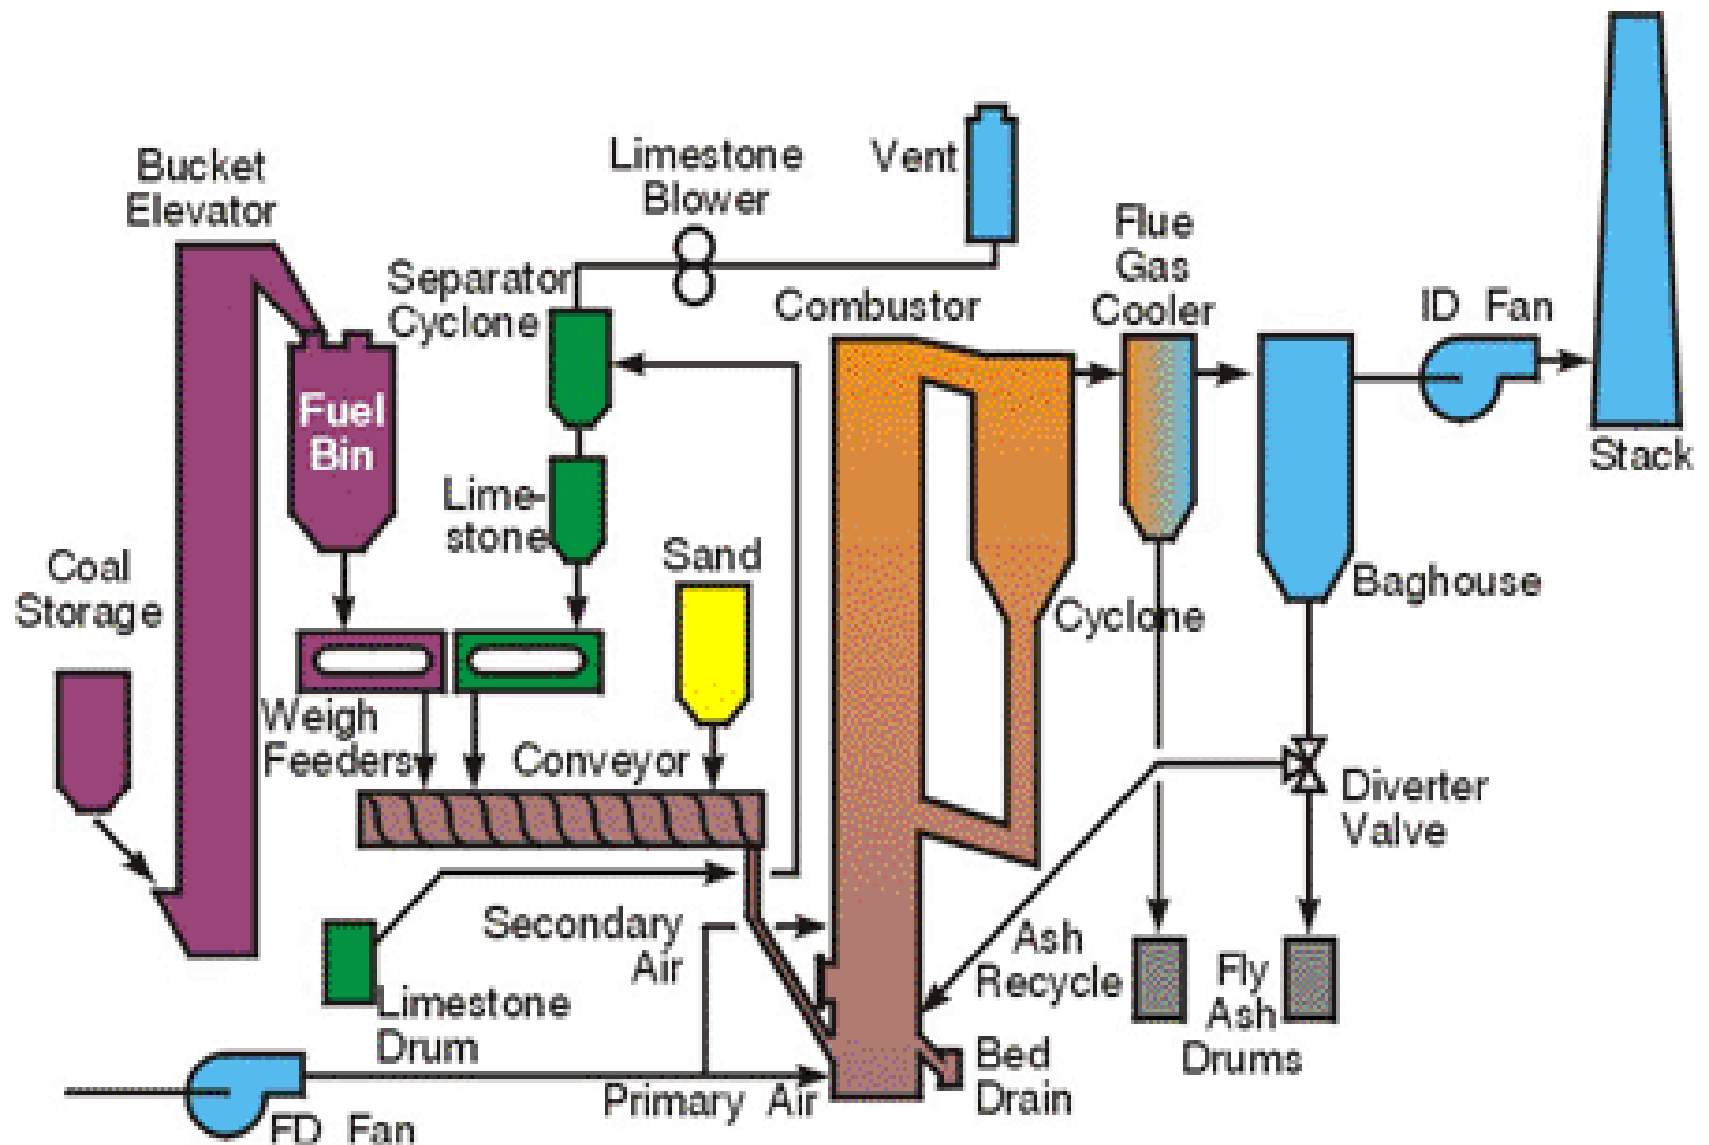 Bucket
Elevator
Limestone
Blower
Vent
Flue
Gas
Cooler
Separator
Cyclone
Combustor
ID Fan
Fuel
Bin
Stack
Lime-
stone
Sand
Coal
Storage
Baghouse
Cyclone
Weigh
Feeders
Conveyor
Diverter
Valve
Secondary
Air
Ash
Recycle
Fly
Ash
Drums
Limestone
Drum
Bed
Drain
Primary Air
FD Fan